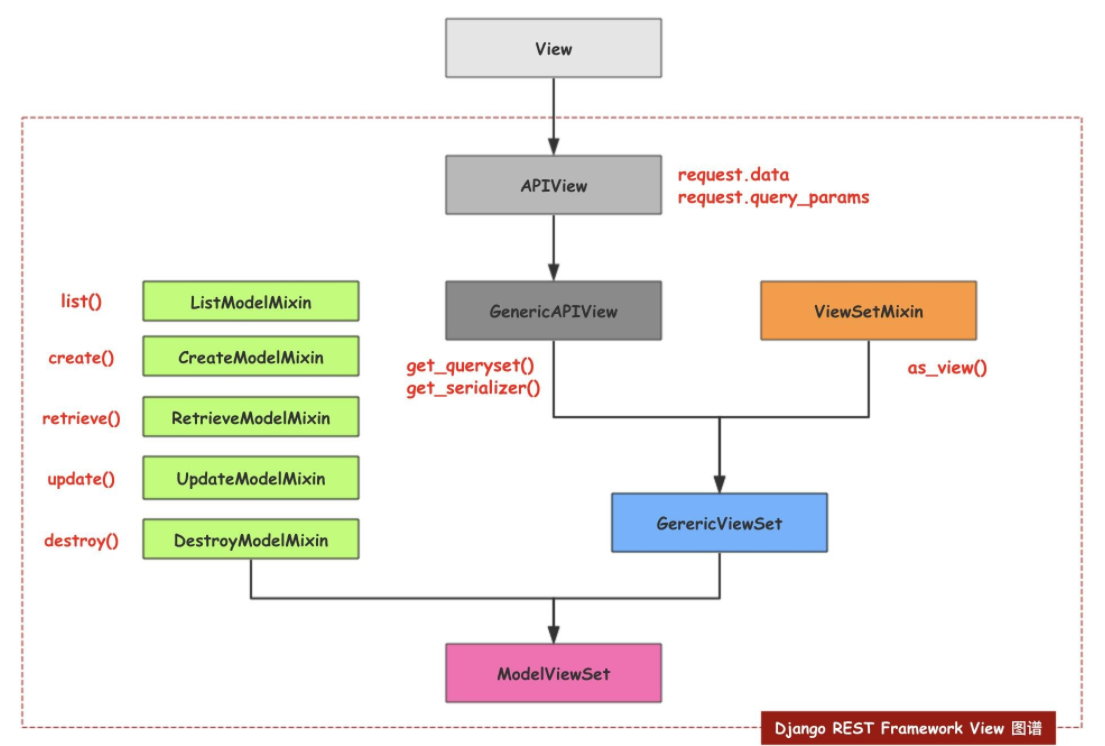 View
APIView
request.data
request.query_params
list()
ListModelMixin
GenericAPIView
ViewSetMixin
create()
CreateModelMixin
get_queryset()
get_serializer()
as_view()
retrieve()
RetrieveModelMixin
update()
UpdateModelMixin
GerericViewSet
destroy()
DestroyModelMixin
ModelViewSet
Django REST Framework View 图谱